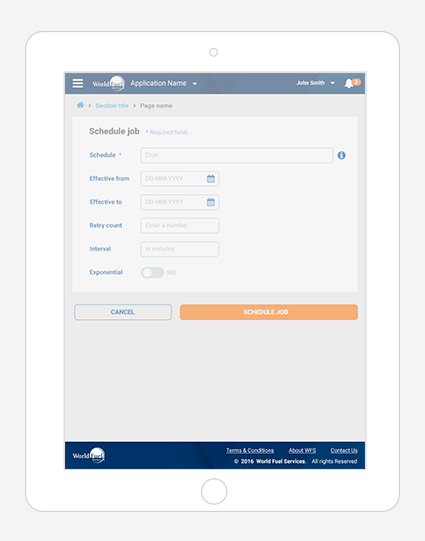 World Fuel Application Name John Smith 2
Section title > Page name
Schedule job * Required fields
Schedule * Cron
Effective from DD-MM-YYYY
Effective to DD-MM-YYYY
Retry count Enter a number
Interval in minutes
Exponential NO
CANCEL SCHEDULE JOB
World Fuel Terms & Conditions About WFS Contact Us
© 2016 World Fuel Services. All rights Reserved